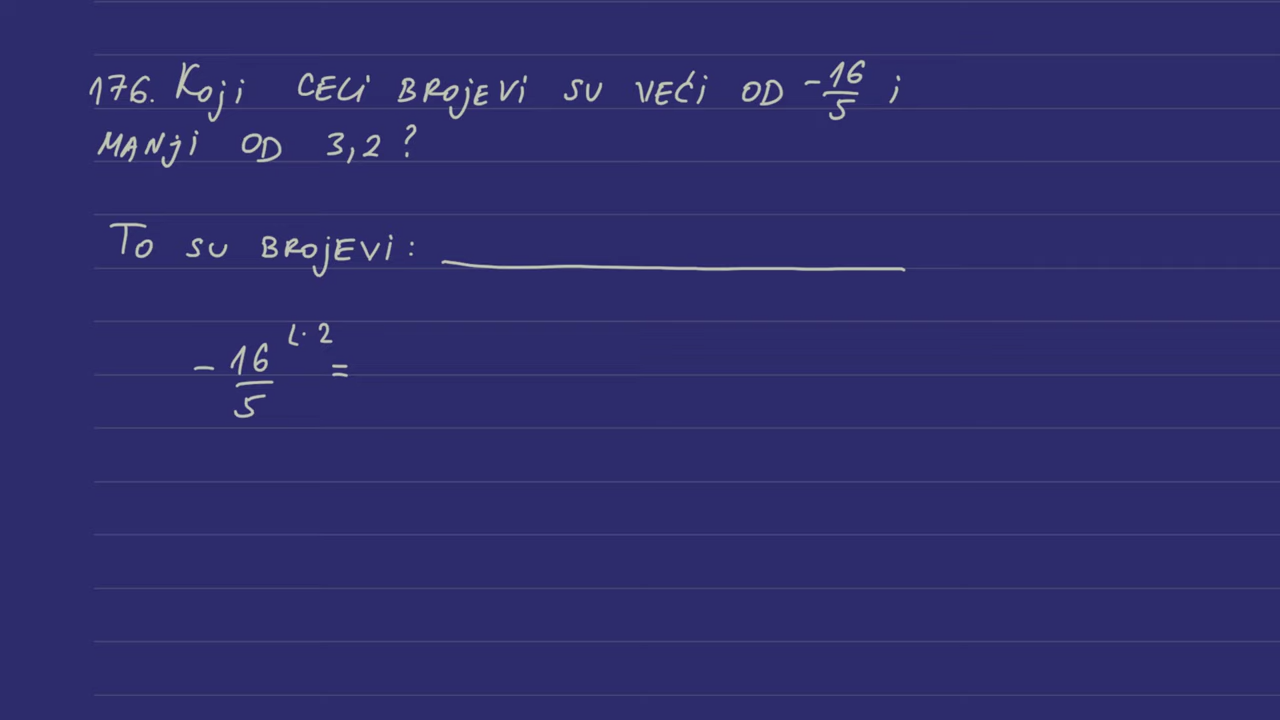 176. Koji CELi BROjEVi SU VEĆi OD -16/5 i
MANji OD 3,2?
To SU BROjEVi: ____________
-16/5 L·2 =